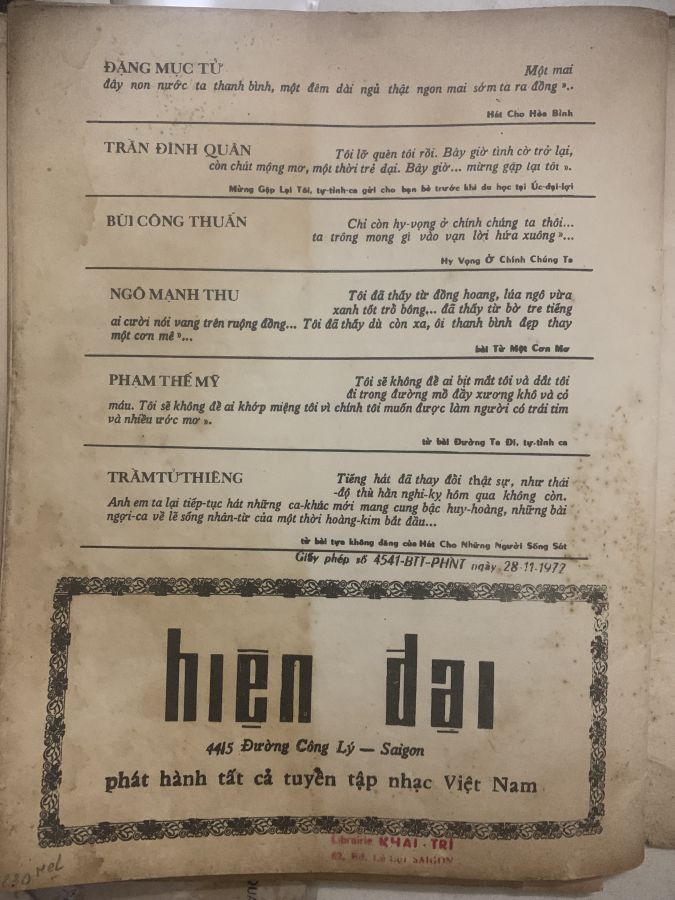 ĐẶNG MỤC TỬ Một mai
đây non nước ta thanh bình, một đêm dài ngủ thật ngon mai sớm ta ra đồng »..
Hát Cho Hòa Bình
TRẦN ĐÌNH QUÂN Tôi lỡ quên tôi rồi. Bây giờ tình cờ trở lại,
còn chút mộng mơ, một thời trẻ dại. Bây giờ... mừng gặp lại tôi ».
Mừng Gặp Lại Tôi, tự-tình-ca gửi cho bạn bè trước khi du học tại Úc-đại-lợi
BÙI CÔNG THUẤN Chỉ còn hy-vọng ở chính chúng ta thôi...
ta trông mong gì vào vạn lời hứa xuông »...
Hy Vọng Ở Chính Chúng Ta
NGÔ MẠNH THU Tôi đã thấy từ đồng hoang, lúa ngô vừa
xanh tốt trổ bông... đã thấy từ bờ tre tiếng
ai cười nói vang trên ruộng đồng... Tôi đã thấy dù còn xa, ôi thanh bình đẹp thay
một cơn mê »...
bài Từ Một Cơn Mơ
PHẠM THẾ MỸ Tôi sẽ không để ai bịt mắt tôi và dắt tôi
đi trong đường mồ đầy xương khô và cỏ
máu. Tôi sẽ không để ai khớp miệng tôi vì chính tôi muốn được làm người có trái tim
và nhiều ước mơ ».
từ bài Đường Ta Đi, tự-tình ca
TRẦM TỬ THIÊNG Tiếng hát đã thay đổi thật sự, như thái
-độ thù hằn nghi-kỵ hôm qua không còn.
Anh em ta lại tiếp-tục hát những ca-khúc mới mang cung bậc huy-hoàng, những bài
ngợi-ca về lẽ sống nhân-từ của một thời hoàng-kim bắt đầu...
từ bài tựa không đăng của Hát Cho Những Người Sống Sót
Giấy phép số 4541-BTT-PHNT ngày 28-11-1972
hiện đại
44I5 Đường Công Lý — Saigon
phát hành tất cả tuyển tập nhạc Việt Nam
Librairie KHAI-TRÍ
62, Bd. Lê Lợi SAIGON